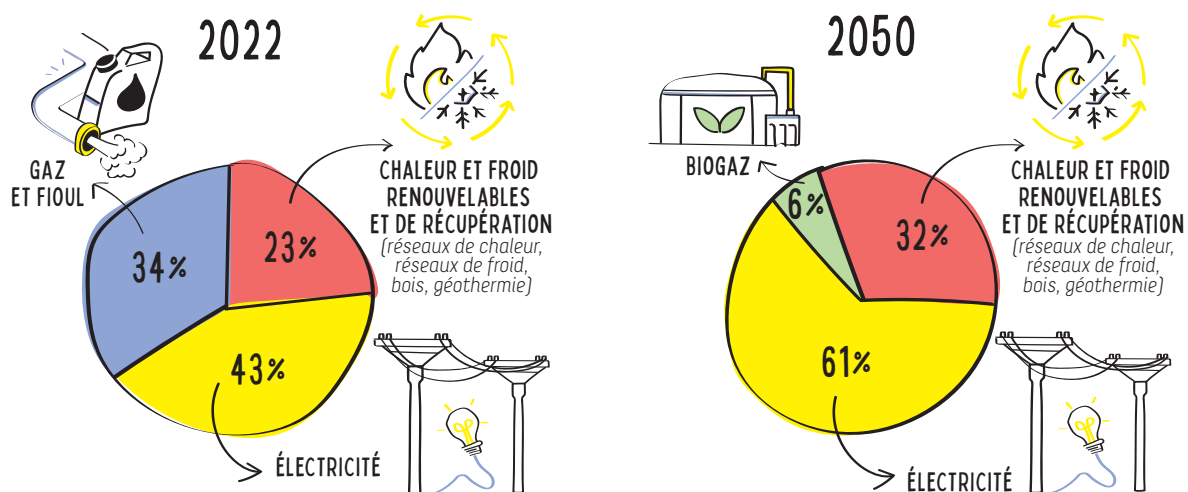 2022
GAZ
ET FIOUL
34%
23%
43%
CHALEUR ET FROID
RENOUVELABLES
ET DE RÉCUPÉRATION
(réseaux de chaleur,
réseaux de froid,
bois, géothermie)
ÉLECTRICITÉ
2050
BIOGAZ
6%
32%
61%
CHALEUR ET FROID
RENOUVELABLES
ET DE RÉCUPÉRATION
(réseaux de chaleur,
réseaux de froid,
bois, géothermie)
ÉLECTRICITÉ